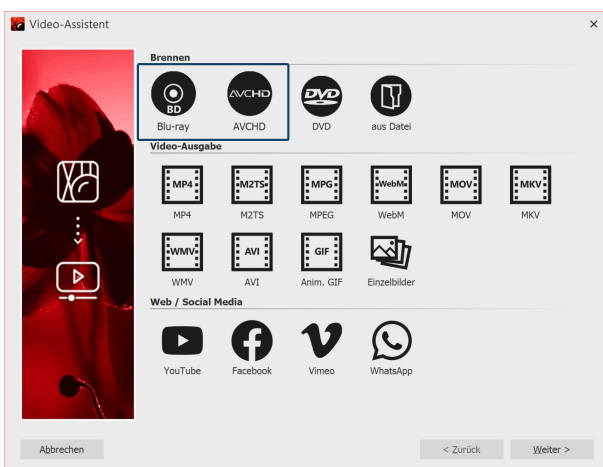 Video-Assistent
Brennen
BD AVCHD DVD
Blu-ray AVCHD DVD aus Datei
Video-Ausgabe
MP4 M2TS MPG WebM MOV MKV
MP4 M2TS MPEG WebM MOV MKV
WMV AVI GIF
WMV AVI Anim. GIF Einzelbilder
Web / Social Media
YouTube Facebook Vimeo WhatsApp
Abbrechen < Zurück Weiter >